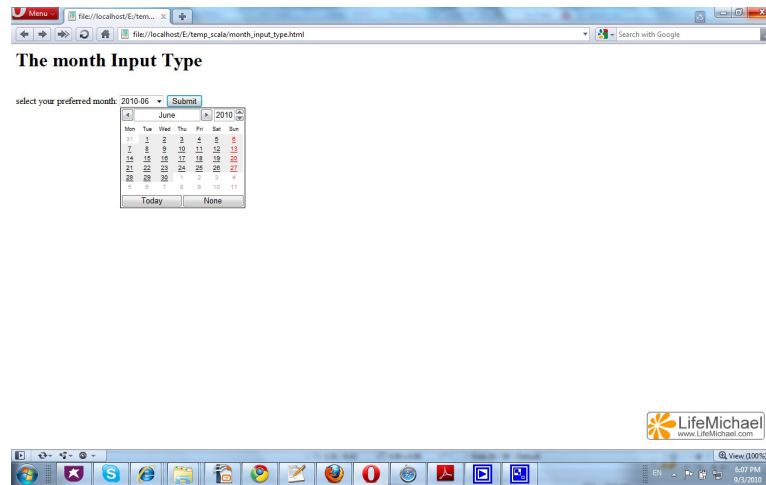 Menu
file://localhost/E:/tem... x
file://localhost/E:/temp_scala/month_input_type.html
Search with Google
The month Input Type
select your preferred month: 2010-06 Submit
June 2010
Mon Tue Wed Thu Fri Sat Sun
31 1 2 3 4 5 6
7 8 9 10 11 12 13
14 15 16 17 18 19 20
21 22 23 24 25 26 27
28 29 30 1 2 3 4
5 6 7 8 9 10 11
Today None
LifeMichael
www.LifeMichael.com
View (100%)
EN
6:07 PM
9/3/2010